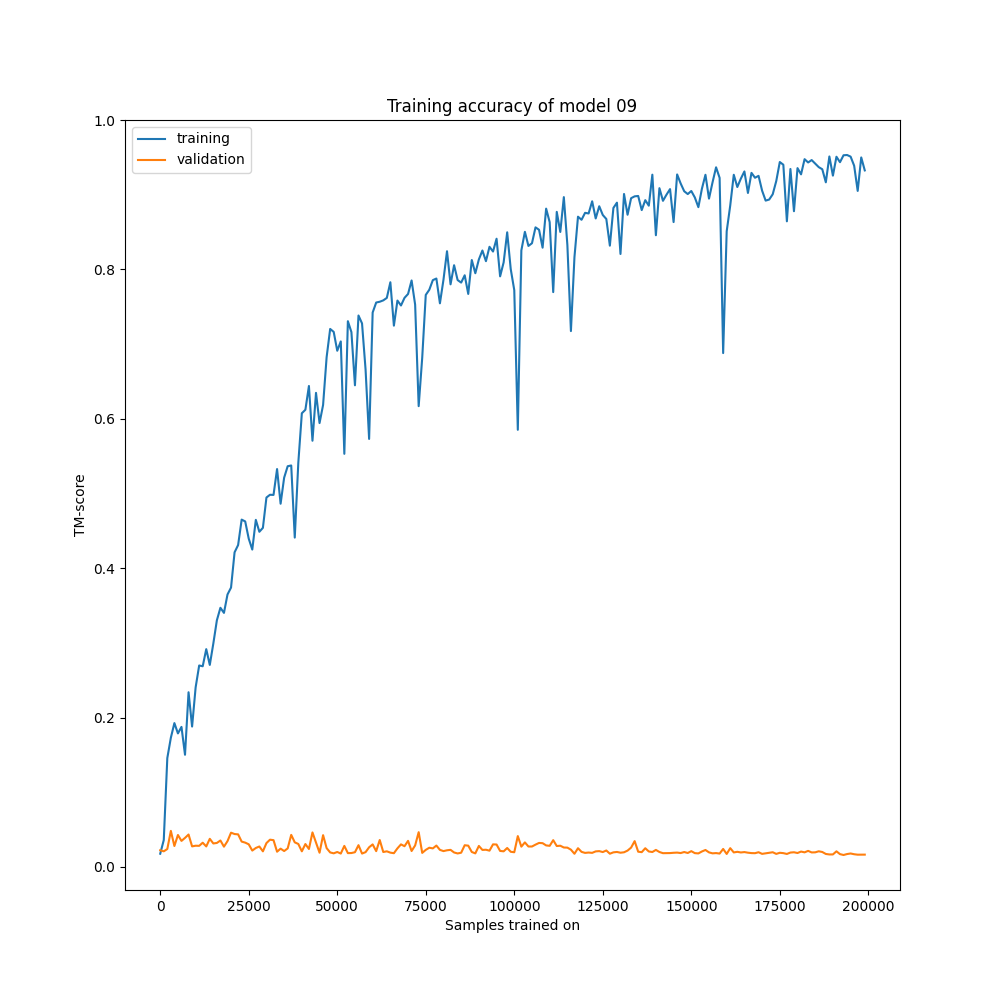 Training accuracy of model 09
training
validation
1.0
0.8
0.6
0.4
0.2
0.0
TM-score
0 25000 50000 75000 100000 125000 150000 175000 200000
Samples trained on